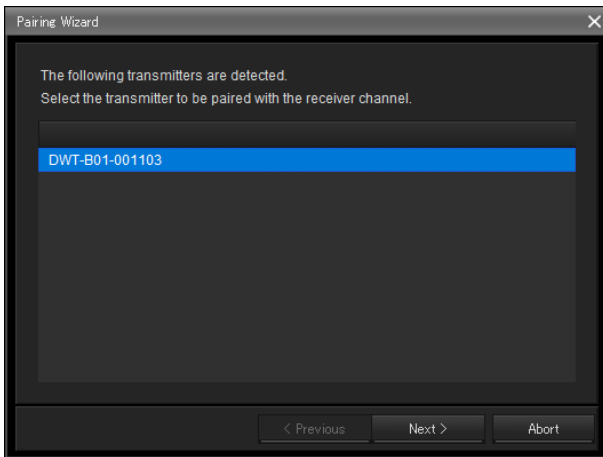 Pairing Wizard
The following transmitters are detected.
Select the transmitter to be paired with the receiver channel.
DWT-B01-001103
< Previous
Next >
Abort